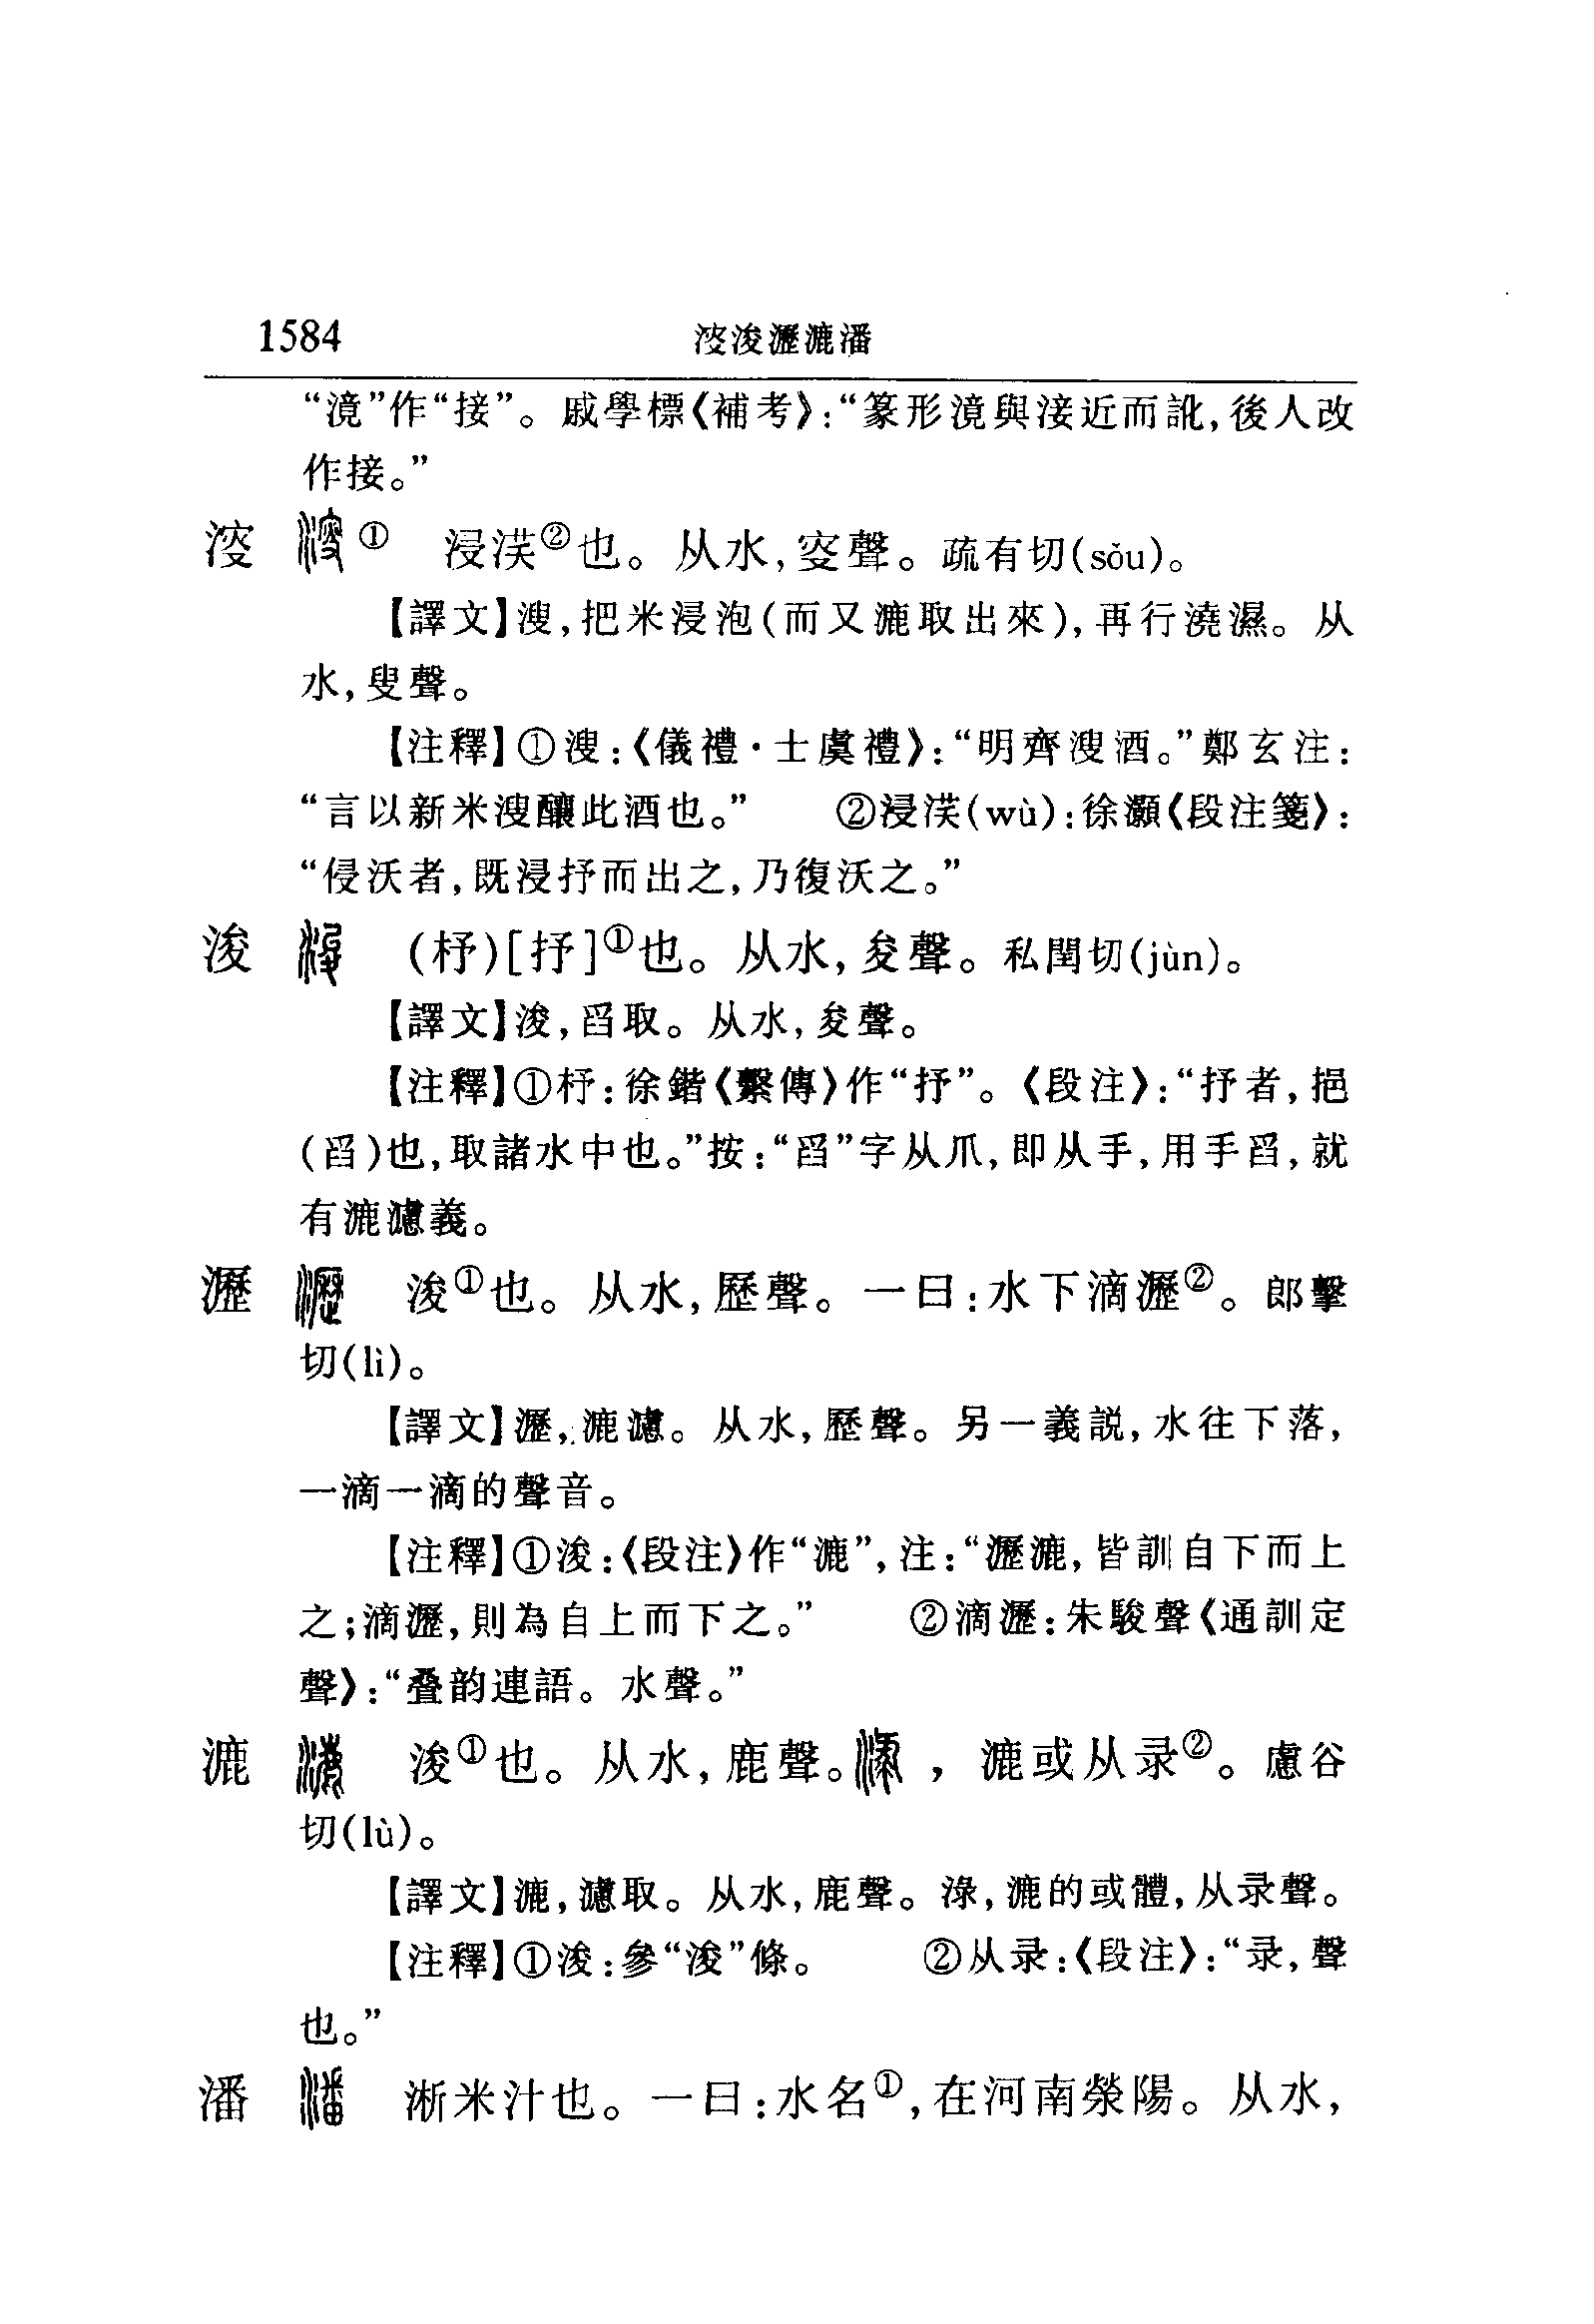 1584 㴑浚瀝漉潘
“滰”作“接”。戚學標《補考》:“篆形滰與淁近而訛,後人改
作接。”
① 浸渼②也。从水,窔聲。疏有切(sǒu)。
【譯文】溲,把米浸泡(而又漉取出來),再行澆濕。从
水,叟聲。
【注釋】①溲:《儀禮·士虞禮》:“明齊溲酒。”鄭玄注:
“言以新米溲釀此酒也。” ②浸渼(wù):徐灝《段注箋》:
“侵沃者,既浸抒而出之,乃復沃之。”
浚 (杼)[抒]①也。从水,夋聲。私閏切(jùn)。
【譯文】浚,舀取。从水,夋聲。
【注釋】①杼:徐鍇《繫傳》作“抒”。《段注》:“抒者,挹
(舀)也,取諸水中也。”按:“舀”字从爪,即从手,用手舀,就
有漉濾義。
瀝 浚①也。从水,歷聲。一曰:水下滴瀝②。郎擊
切(lì)。
【譯文】瀝,漉濾。从水,歷聲。另一義説,水往下落,
一滴一滴的聲音。
【注釋】①浚:《段注》作“漉”,注:“瀝漉,皆訓自下而上
之;滴瀝,則為自上而下之。” ②滴瀝:朱駿聲《通訓定
聲》:“叠韵連語。水聲。”
漉 浚①也。从水,鹿聲。,漉或从录②。盧谷
切(lù)。
【譯文】漉,濾取。从水,鹿聲。淥,漉的或體,从录聲。
【注釋】①浚:參“浚”條。 ②从录:《段注》:“录,聲
也。”
潘 淅米汁也。一曰:水名①,在河南滎陽。从水,